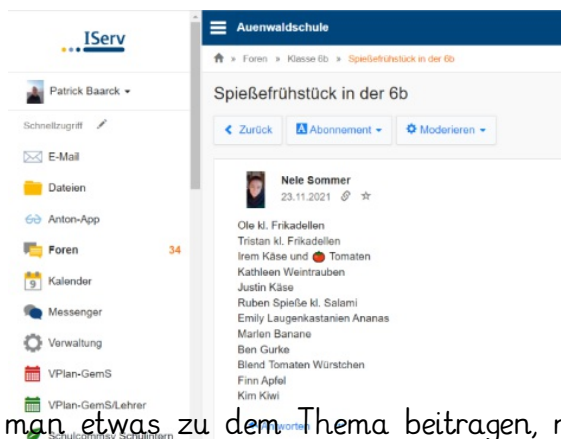 IServ
Patrick Baarck
Schnellzugriff
E-Mail
Dateien
Anton-App
Foren 34
Kalender
9
Messenger
Verwaltung
VPlan-GemS
VPlan-GemS/Lehrer
Auenwaldschule
» Foren » Klasse 6b » Spießefrühstück in der 6b
Spießefrühstück in der 6b
Zurück Abonnement Moderieren
Nele Sommer
23.11.2021
Ole kl. Frikadellen
Tristan kl. Frikadellen
Irem Käse und 🍅 Tomaten
Kathleen Weintrauben
Justin Käse
Ruben Spieße kl. Salami
Emily Laugenkastanien Ananas
Marlen Banane
Ben Gurke
Blend Tomaten Würstchen
Finn Apfel
Kim Kiwi
Antworten
man etwas zu dem Thema beitragen,